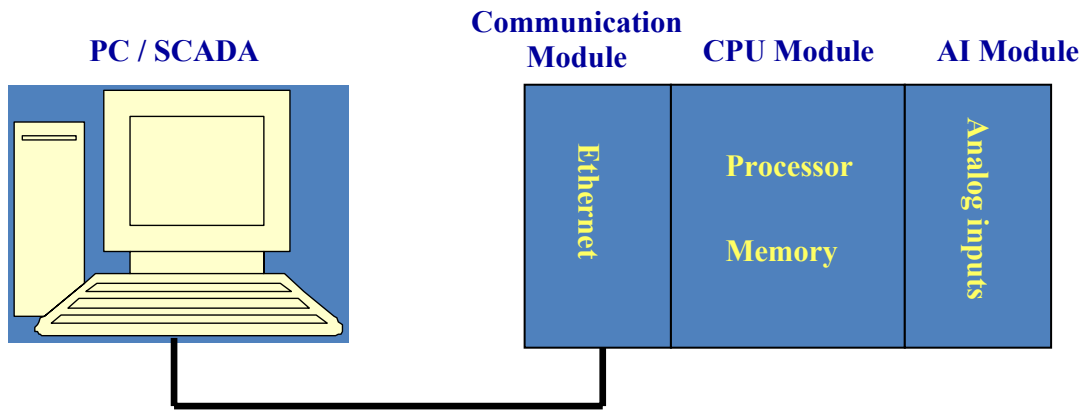 PC / SCADA
Communication
Module
CPU Module
AI Module
Ethernet
Processor
Memory
Analog inputs